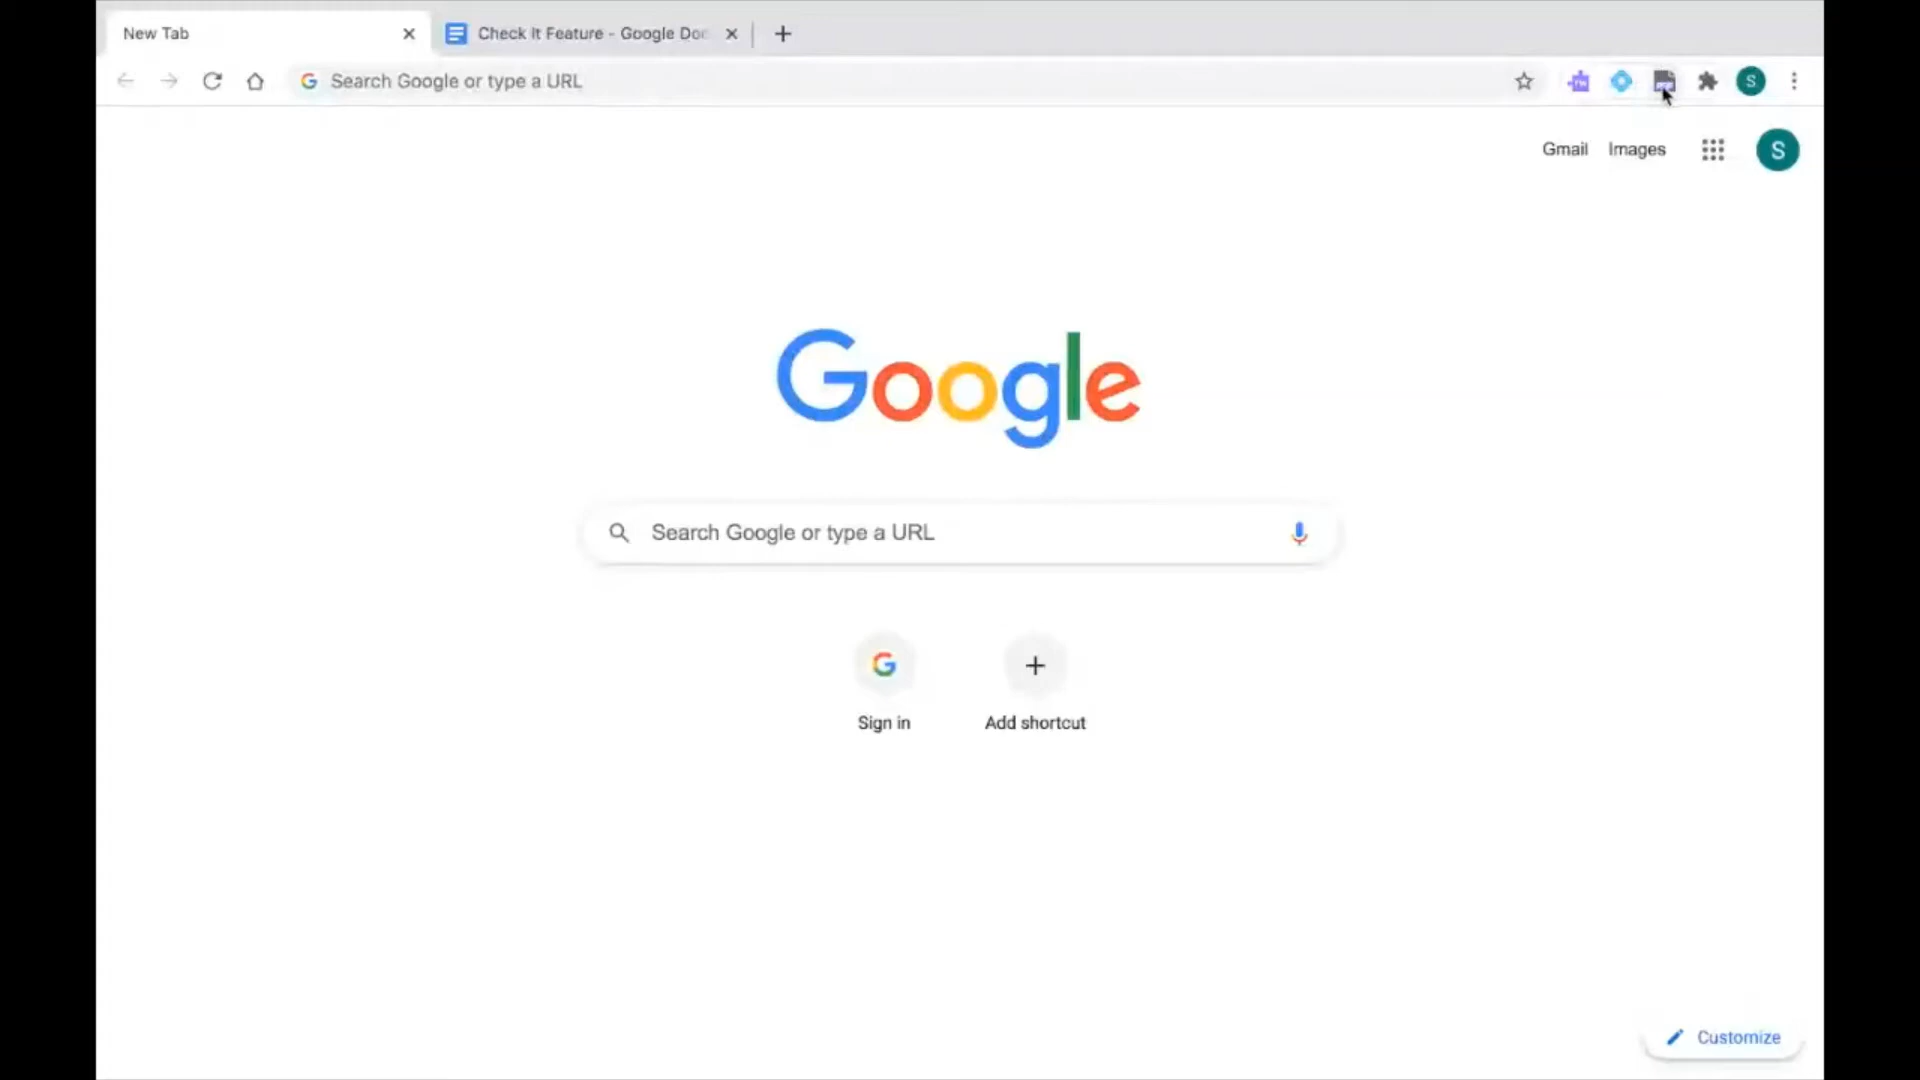 New Tab
Check It Feature - Google Doc
Search Google or type a URL
S
Gmail Images
S
Google
Search Google or type a URL
G
Sign in
Add shortcut
Customize